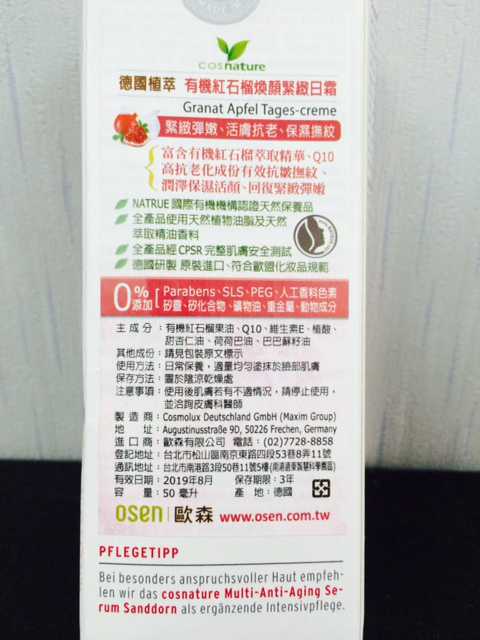 MADE IN
cosnature
德國植萃 有機紅石榴煥顏緊緻日霜
Granat Apfel Tages-creme
緊緻彈嫩、活膚抗老、保濕撫紋
富含有機紅石榴萃取精華、Q10
高抗老化成份有效抗皺撫紋、
潤澤保濕活顏、回復緊緻彈嫩
NATRUE 國際有機機構認證天然保養品
全產品使用天然植物油脂及天然
萃取精油香料
全產品經 CPSR 完整肌膚安全測試
德國研製 原裝進口、符合歐盟化妝品規範
0%添加 Parabens、SLS、PEG、人工香料色素
矽靈、矽化合物、礦物油、重金屬、動物成分
主成分：有機紅石榴果油、Q10、維生素E、植酸、
甜杏仁油、荷荷巴油、巴巴蘇籽油
其他成份：請見包裝原文標示
使用方法：日常保養，適量均勻塗抹於臉部肌膚
保存方法：置於陰涼乾燥處
注意事項：使用後肌膚若有不適情況，請停止使用，
並洽詢皮膚科醫師
製造商：Cosmolux Deutschland GmbH (Maxim Group)
地址：Augustinusstraße 9D, 50226 Frechen, Germany
進口商：歐森有限公司 電話：(02)7728-8858
登記地址：台北市松山區南京東路四段53巷8弄11號
通訊地址：台北市南港路3段50巷11號5樓(南港遠東智慧科學園區)
有效日期：2019年8月 保存期限：3年
容量：50 毫升 產地：德國
osen 歐森 www.osen.com.tw
PFLEGETIPP
Bei besonders anspruchsvoller Haut empfeh-
len wir das cosnature Multi-Anti-Aging Se-
rum Sanddorn als ergänzende Intensivpflege.